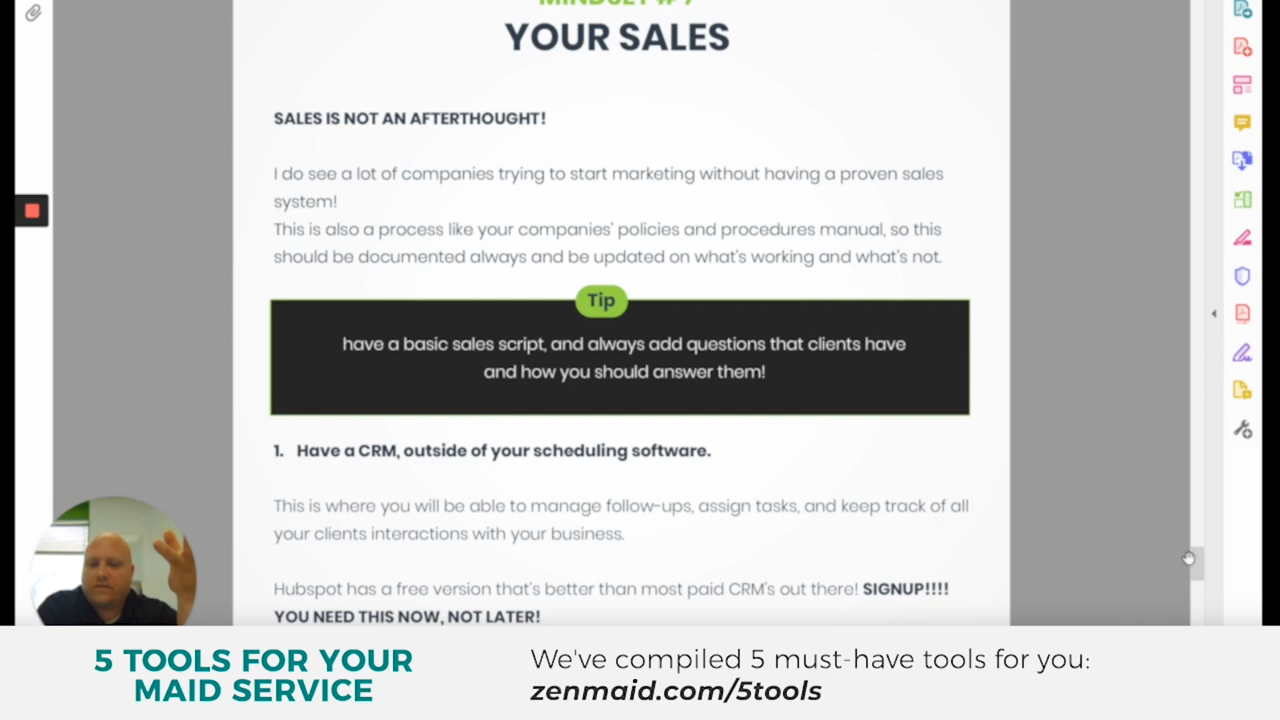 MINDSET # 7
YOUR SALES
SALES IS NOT AN AFTERTHOUGHT!
I do see a lot of companies trying to start marketing without having a proven sales
system!
This is also a process like your companies' policies and procedures manual, so this
should be documented always and be updated on what's working and what's not.
Tip
have a basic sales script, and always add questions that clients have
and how you should answer them!
1. Have a CRM, outside of your scheduling software.
This is where you will be able to manage follow-ups, assign tasks, and keep track of all
your clients interactions with your business.
Hubspot has a free version that's better than most paid CRM's out there! SIGNUP!!!!
YOU NEED THIS NOW, NOT LATER!
5 TOOLS FOR YOUR
MAID SERVICE
We've compiled 5 must-have tools for you:
zenmaid.com/5tools